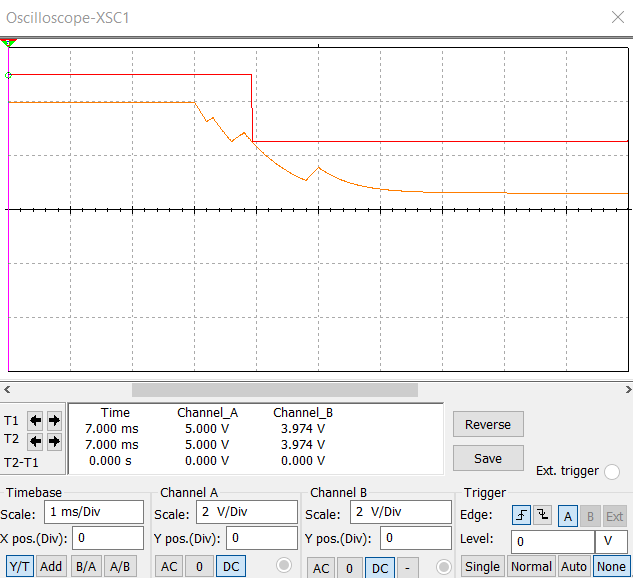 Oscilloscope-XSC1
T1
T2
T2-T1
Time Channel_A Channel_B
7.000 ms 5.000 V 3.974 V
7.000 ms 5.000 V 3.974 V
0.000 s 0.000 V 0.000 V
Reverse
Save
Ext. trigger
Timebase
Scale: 1 ms/Div
X pos.(Div): 0
Y/T Add B/A A/B
Channel A
Scale: 2 V/Div
Y pos.(Div): 0
AC 0 DC
Channel B
Scale: 2 V/Div
Y pos.(Div): 0
AC 0 DC -
Trigger
Edge: A B Ext
Level: 0 V
Single Normal Auto None